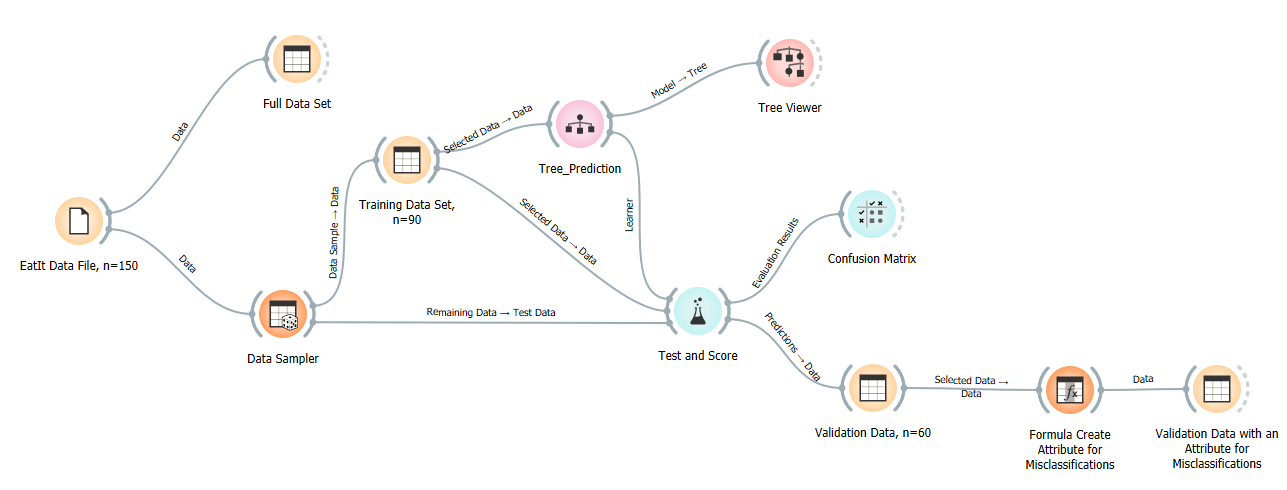 Full Data Set
Data
Model → Tree
Tree Viewer
Selected Data → Data
Tree_Prediction
Training Data Set,
n=90
Data Sample → Data
Selected Data → Data
Learner
EatIt Data File, n=150
Data
Data Sampler
Remaining Data → Test Data
Test and Score
Evaluation Results
Confusion Matrix
Predictions → Data
Validation Data, n=60
Selected Data →
Data
Formula Create
Attribute for
Misclassifications
Data
Validation Data with an
Attribute for
Misclassifications